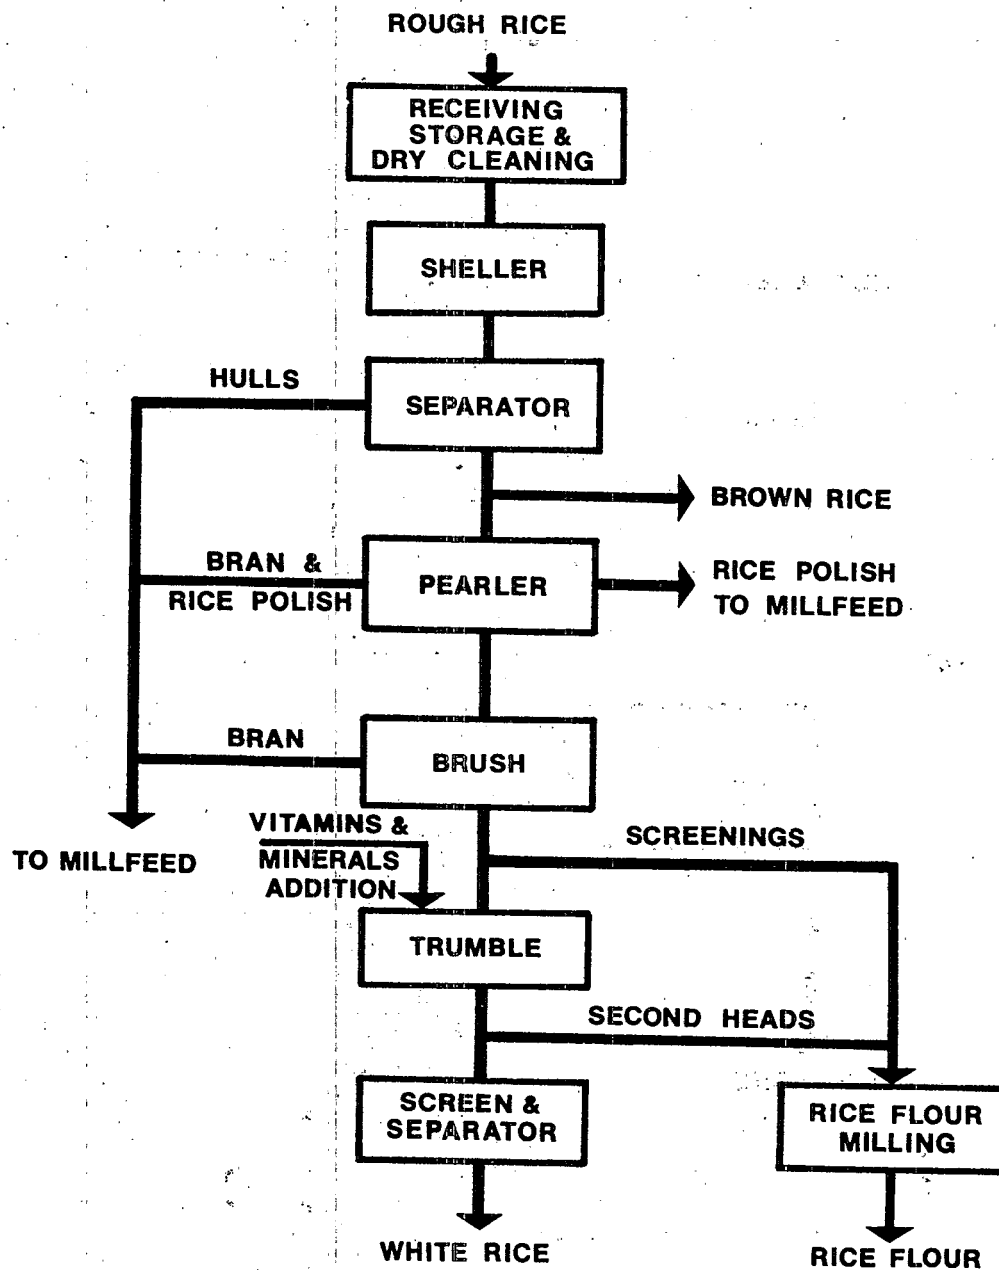 ROUGH RICE
RECEIVING
STORAGE &
DRY CLEANING
SHELLER
HULLS
SEPARATOR
BROWN RICE
BRAN &
RICE POLISH
PEARLER
RICE POLISH
TO MILLFEED
BRAN
BRUSH
TO MILLFEED
VITAMINS &
MINERALS
ADDITION
SCREENINGS
TRUMBLE
SECOND HEADS
SCREEN &
SEPARATOR
RICE FLOUR
MILLING
WHITE RICE
RICE FLOUR